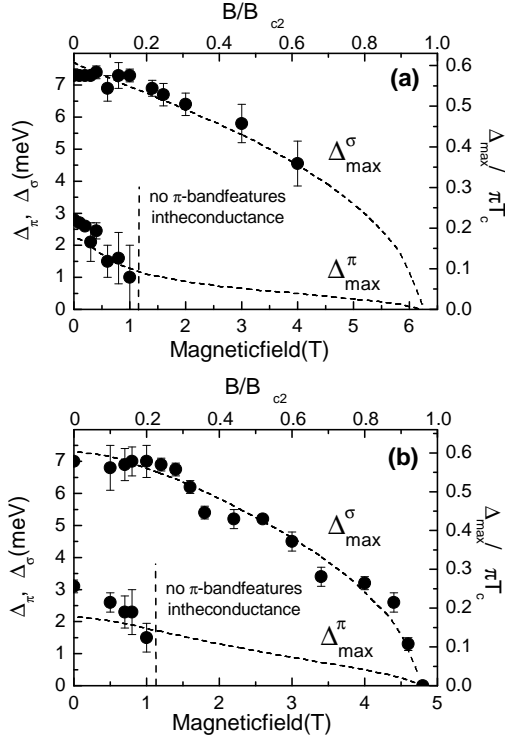 B/B c2
0.0 0.2 0.4 0.6 0.8 1.0
(a)
7 6 5 4 3 2 1 0
Δπ, Δσ(meV)
0.6 0.5 0.4 0.3 0.2 0.1 0.0
Δmax/ πTc
Δσmax
no π-bandfeatures
intheconductance
Δπmax
0 1 2 3 4 5 6
Magneticfield(T)
B/B c2
0.0 0.2 0.4 0.6 0.8 1.0
(b)
7 6 5 4 3 2 1 0
Δπ, Δσ(meV)
0.6 0.5 0.4 0.3 0.2 0.1 0.0
Δmax/ πTc
Δσmax
no π-bandfeatures
intheconductance
Δπmax
0 1 2 3 4 5
Magneticfield(T)